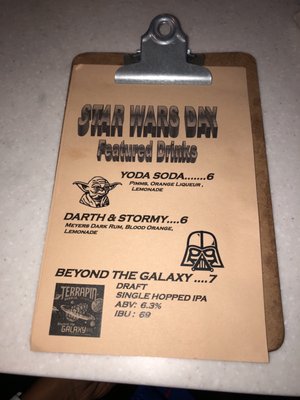 STAR WARS DAY
Featured Drinks
YODA SODA.......6
PIMMS, ORANGE LIQUEUR,
LEMONADE
DARTH & STORMY....6
MEYERS DARK RUM, BLOOD ORANGE,
LEMONADE
BEYOND THE GALAXY ....7
DRAFT
SINGLE HOPPED IPA
ABV: 6.3%
IBU: 69
TERRAPIN
GALAXY